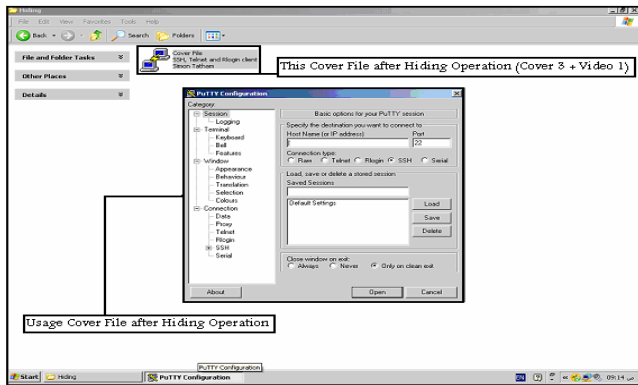 Hiding
File Edit View Favorites Tools Help
Back Search Folders
File and Folder Tasks
Other Places
Details
Cover File
SSH, Telnet and Rlogin client
Simon Tatham
This Cover File after Hiding Operation (Cover 3 + Video 1)
PuTTY Configuration
Category:
Session
Logging
Terminal
Keyboard
Bell
Features
Window
Appearance
Behaviour
Translation
Selection
Colours
Connection
Data
Proxy
Telnet
Rlogin
SSH
Serial
Basic options for your PuTTY session
Specify the destination you want to connect to
Host Name (or IP address) Port
22
Connection type:
Raw Telnet Rlogin SSH Serial
Load, save or delete a stored session
Saved Sessions
Default Settings
Load
Save
Delete
Close window on exit:
Always Never Only on clean exit
About Open Cancel
Usage Cover File after Hiding Operation
PuTTY Configuration
Start Hiding PuTTY Configuration
EN 09:14 ص